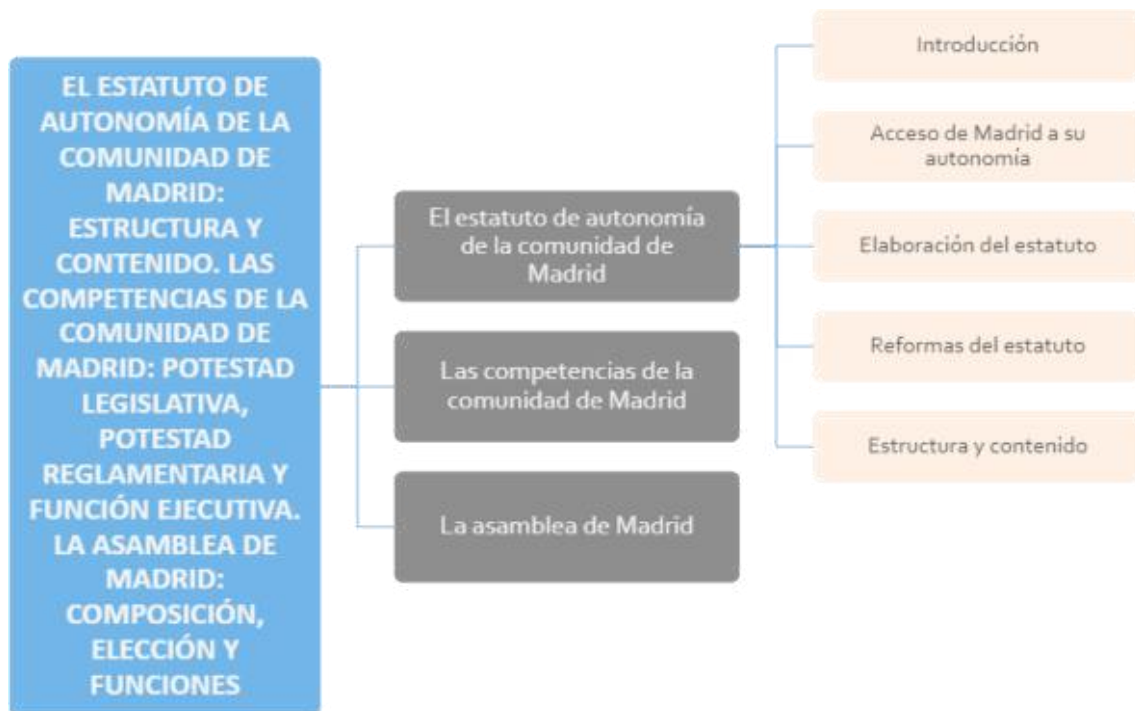 EL ESTATUTO DE
AUTONOMÍA DE LA
COMUNIDAD DE
MADRID:
ESTRUCTURA Y
CONTENIDO. LAS
COMPETENCIAS DE LA
COMUNIDAD DE
MADRID: POTESTAD
LEGISLATIVA,
POTESTAD
REGLAMENTARIA Y
FUNCIÓN EJECUTIVA.
LA ASAMBLEA DE
MADRID:
COMPOSICIÓN,
ELECCIÓN Y
FUNCIONES
El estatuto de autonomía
de la comunidad de
Madrid
Las competencias de la
comunidad de Madrid
La asamblea de Madrid
Introducción
Acceso de Madrid a su
autonomía
Elaboración del estatuto
Reformas del estatuto
Estructura y contenido